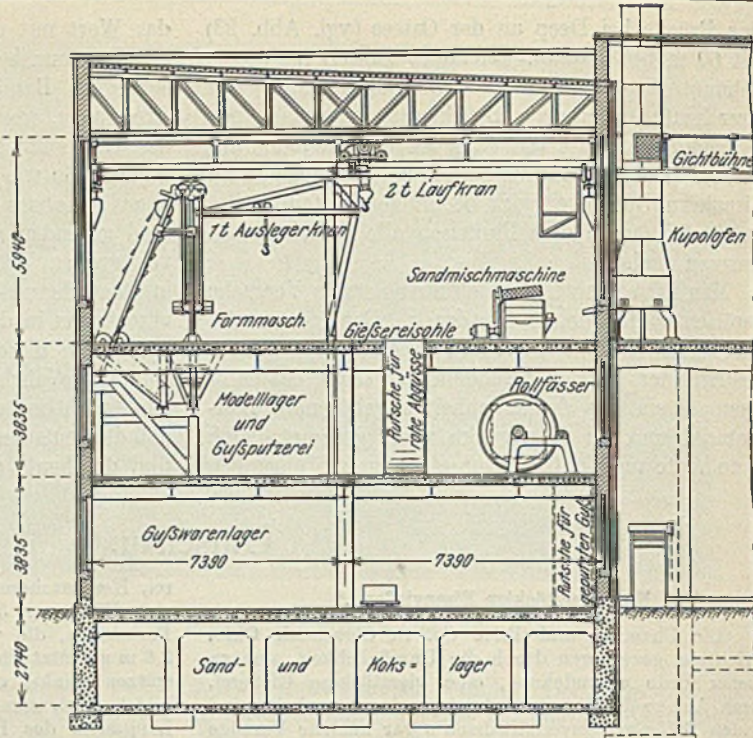 Gichtbühne
2 t Laufkran
1 t Auslegerkran
Kupolofen
Sandmischmaschine
Formmasch.
Gießereisohle
5940
Modellager
und
Gußputzerei
Rutsche für
rohe Abgüsse
Rollfässer
3835
Gußwarenlager
7390
7390
Rutsche für
geputzten Guß
3835
Sand- und Koks- lager
2740